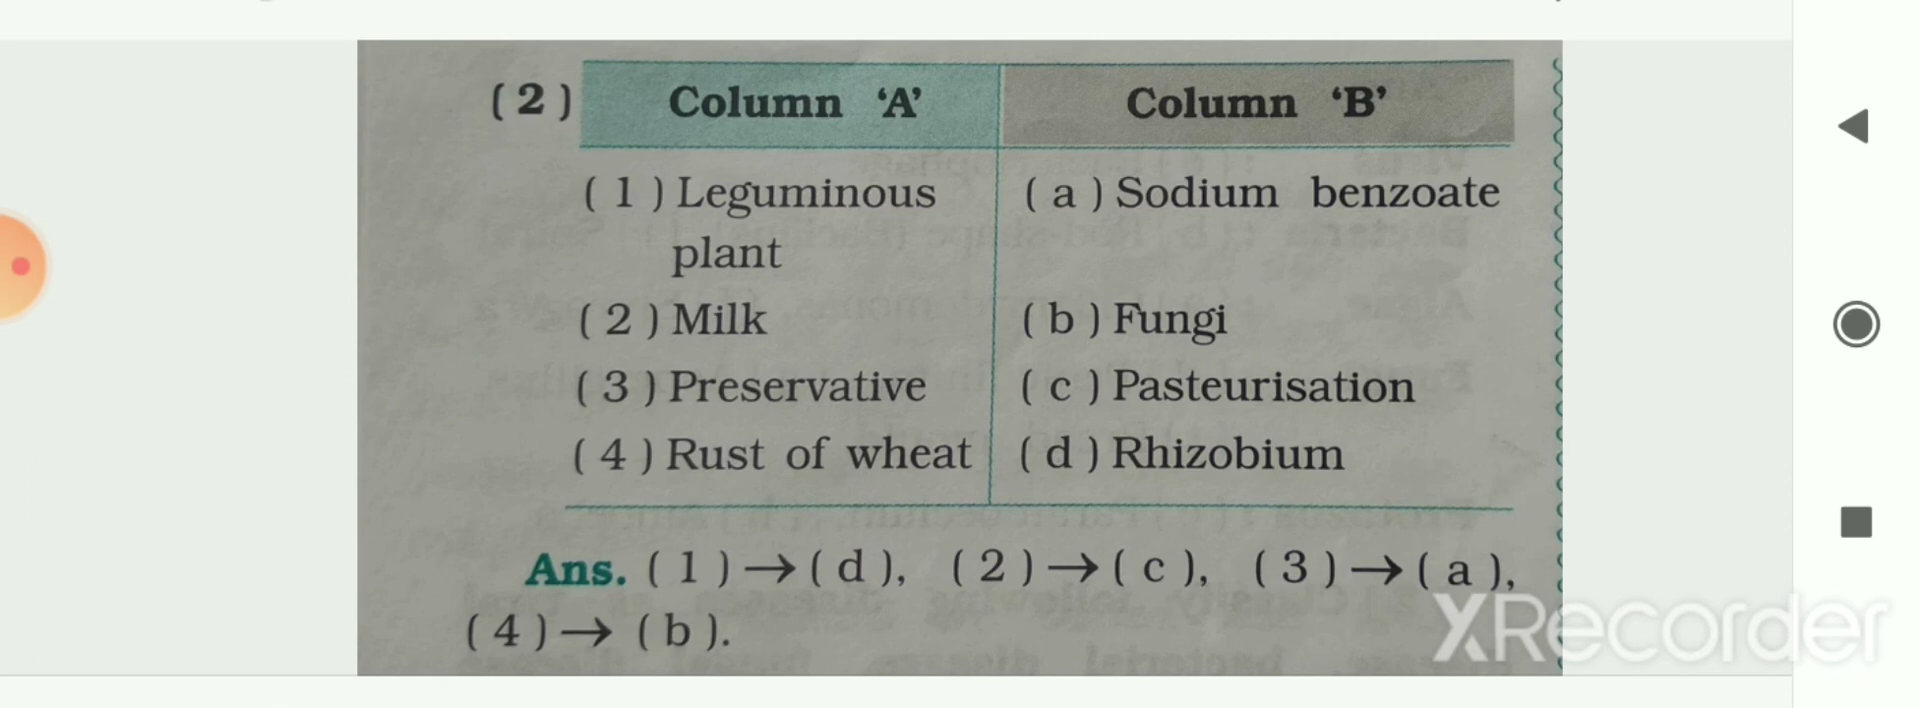 (2) Column 'A' Column 'B'
(1) Leguminous (a) Sodium benzoate
plant
(2) Milk (b) Fungi
(3) Preservative (c) Pasteurisation
(4) Rust of wheat (d) Rhizobium
Ans. (1)→(d), (2)→(c), (3)→(a),
(4)→ (b).
XRecorder